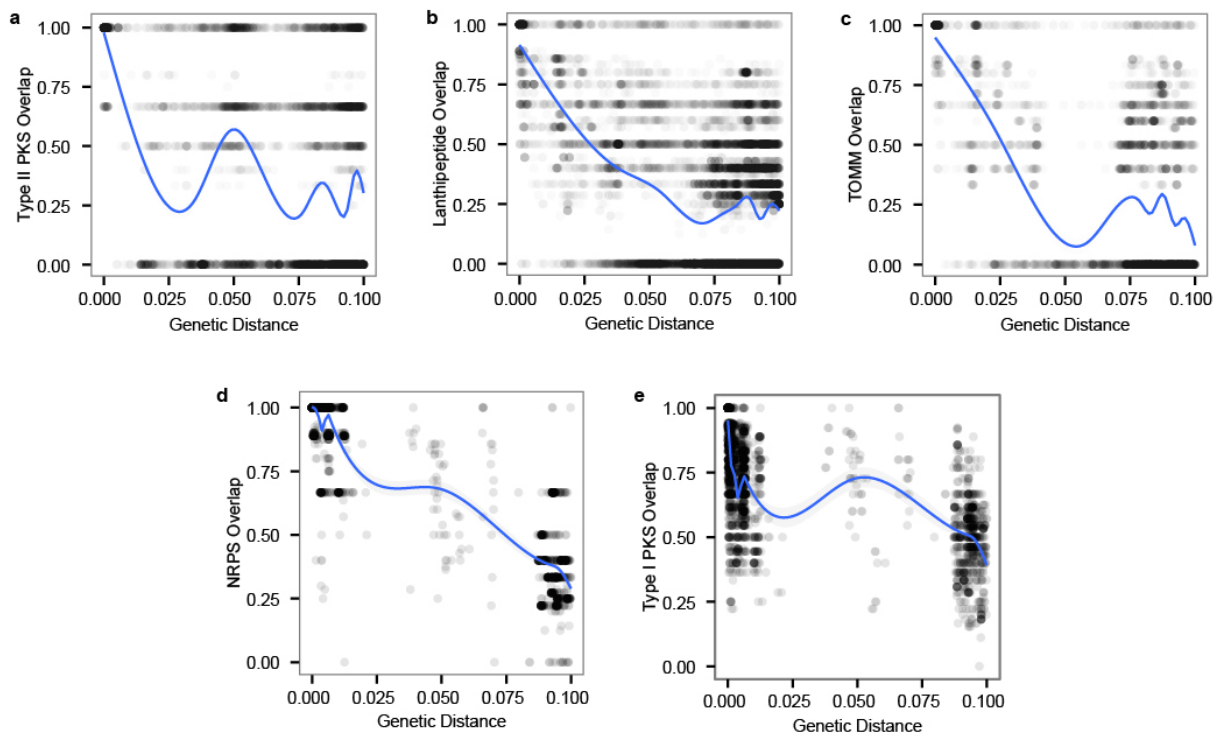 a
Type II PKS Overlap
1.00
0.75
0.50
0.25
0.00
0.000 0.025 0.050 0.075 0.100
Genetic Distance
b
Lanthipeptide Overlap
1.00
0.75
0.50
0.25
0.00
0.000 0.025 0.050 0.075 0.100
Genetic Distance
c
TOMM Overlap
1.00
0.75
0.50
0.25
0.00
0.000 0.025 0.050 0.075 0.100
Genetic Distance
d
NRPS Overlap
1.00
0.75
0.50
0.25
0.00
0.000 0.025 0.050 0.075 0.100
Genetic Distance
e
Type I PKS Overlap
1.00
0.75
0.50
0.25
0.00
0.000 0.025 0.050 0.075 0.100
Genetic Distance